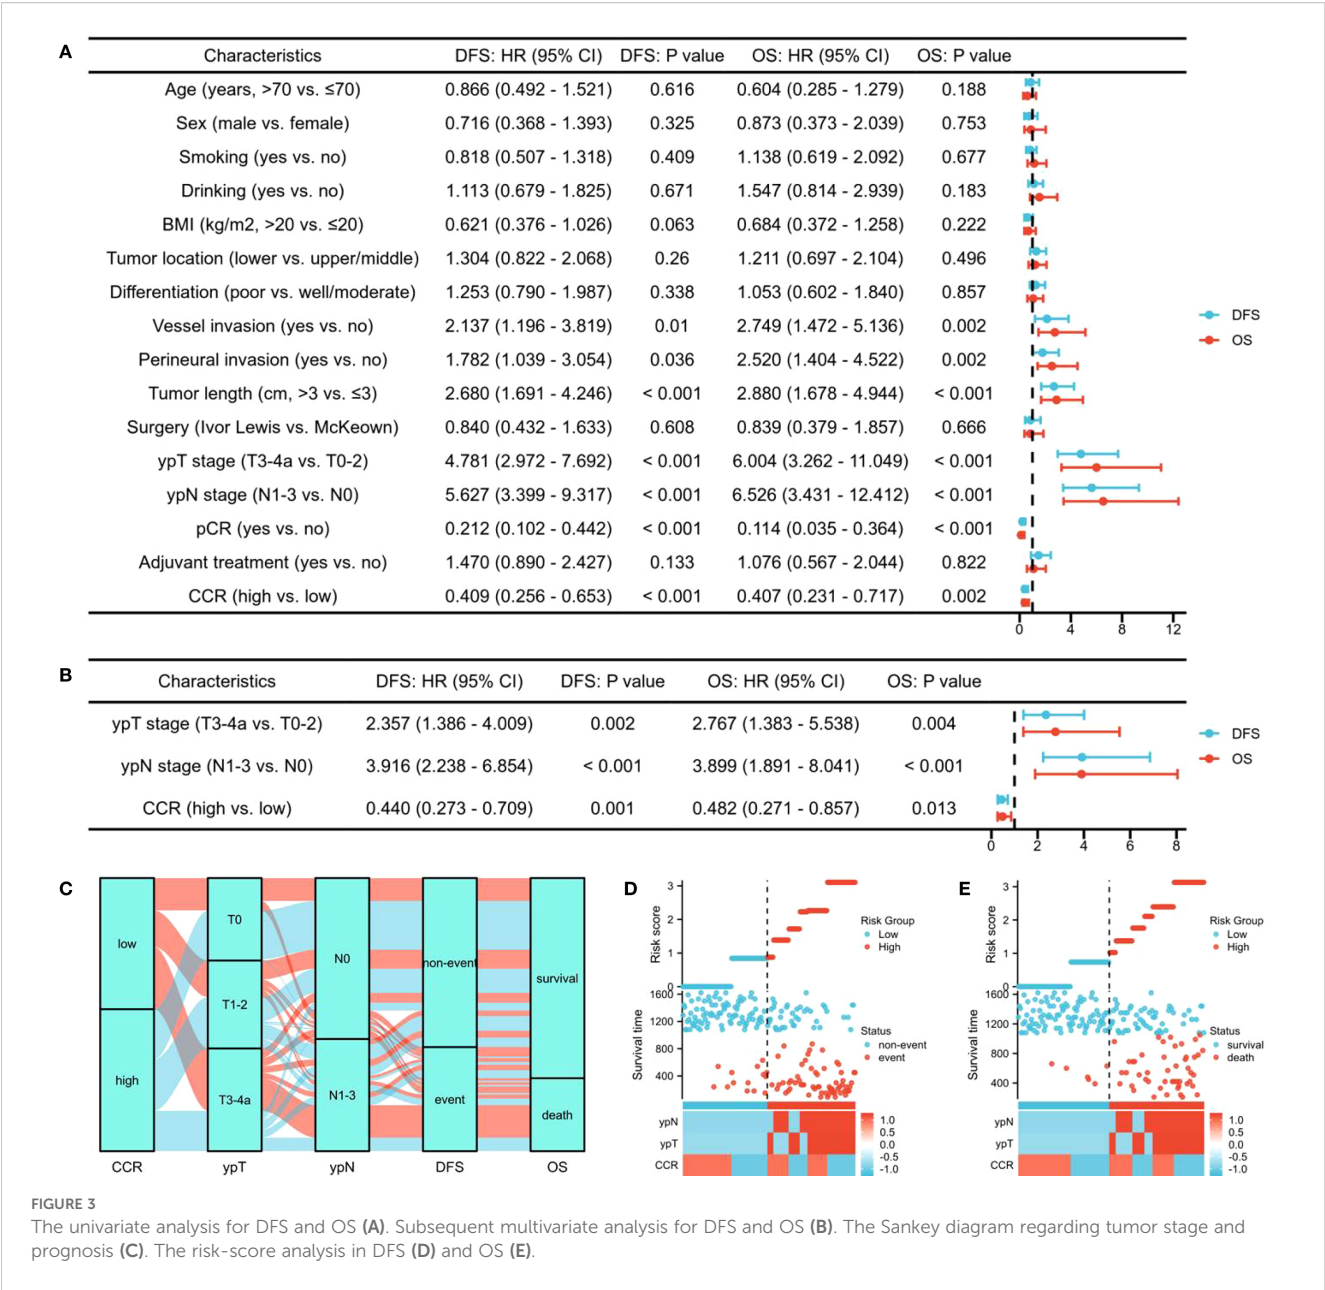 A
Characteristics DFS: HR (95% CI) DFS: P value OS: HR (95% CI) OS: P value
Age (years, >70 vs. ≤70) 0.866 (0.492 - 1.521) 0.616 0.604 (0.285 - 1.279) 0.188
Sex (male vs. female) 0.716 (0.368 - 1.393) 0.325 0.873 (0.373 - 2.039) 0.753
Smoking (yes vs. no) 0.818 (0.507 - 1.318) 0.409 1.138 (0.619 - 2.092) 0.677
Drinking (yes vs. no) 1.113 (0.679 - 1.825) 0.671 1.547 (0.814 - 2.939) 0.183
BMI (kg/m2, >20 vs. ≤20) 0.621 (0.376 - 1.026) 0.063 0.684 (0.372 - 1.258) 0.222
Tumor location (lower vs. upper/middle) 1.304 (0.822 - 2.068) 0.26 1.211 (0.697 - 2.104) 0.496
Differentiation (poor vs. well/moderate) 1.253 (0.790 - 1.987) 0.338 1.053 (0.602 - 1.840) 0.857
Vessel invasion (yes vs. no) 2.137 (1.196 - 3.819) 0.01 2.749 (1.472 - 5.136) 0.002
Perineural invasion (yes vs. no) 1.782 (1.039 - 3.054) 0.036 2.520 (1.404 - 4.522) 0.002
Tumor length (cm, >3 vs. ≤3) 2.680 (1.691 - 4.246) < 0.001 2.880 (1.678 - 4.944) < 0.001
Surgery (Ivor Lewis vs. McKeown) 0.840 (0.432 - 1.633) 0.608 0.839 (0.379 - 1.857) 0.666
ypT stage (T3-4a vs. T0-2) 4.781 (2.972 - 7.692) < 0.001 6.004 (3.262 - 11.049) < 0.001
ypN stage (N1-3 vs. N0) 5.627 (3.399 - 9.317) < 0.001 6.526 (3.431 - 12.412) < 0.001
pCR (yes vs. no) 0.212 (0.102 - 0.442) < 0.001 0.114 (0.035 - 0.364) < 0.001
Adjuvant treatment (yes vs. no) 1.470 (0.890 - 2.427) 0.133 1.076 (0.567 - 2.044) 0.822
CCR (high vs. low) 0.409 (0.256 - 0.653) < 0.001 0.407 (0.231 - 0.717) 0.002
0 4 8 12
DFS
OS
B
Characteristics DFS: HR (95% CI) DFS: P value OS: HR (95% CI) OS: P value
ypT stage (T3-4a vs. T0-2) 2.357 (1.386 - 4.009) 0.002 2.767 (1.383 - 5.538) 0.004
ypN stage (N1-3 vs. N0) 3.916 (2.238 - 6.854) < 0.001 3.899 (1.891 - 8.041) < 0.001
CCR (high vs. low) 0.440 (0.273 - 0.709) 0.001 0.482 (0.271 - 0.857) 0.013
0 2 4 6 8
DFS
OS
C
low
high
T0
T1-2
T3-4a
N0
N1-3
non-event
event
survival
death
CCR ypT ypN DFS OS
D
Risk score
3
2
1
0
Risk Group
Low
High
Survival time
1600
1200
800
400
Status
non-event
event
ypN
ypT
CCR
1.0
0.5
0.0
-0.5
-1.0
E
Risk score
3
2
1
0
Risk Group
Low
High
Survival time
1600
1200
800
400
Status
survival
death
ypN
ypT
CCR
1.0
0.5
0.0
-0.5
-1.0
FIGURE 3
The univariate analysis for DFS and OS (A). Subsequent multivariate analysis for DFS and OS (B). The Sankey diagram regarding tumor stage and
prognosis (C). The risk-score analysis in DFS (D) and OS (E).